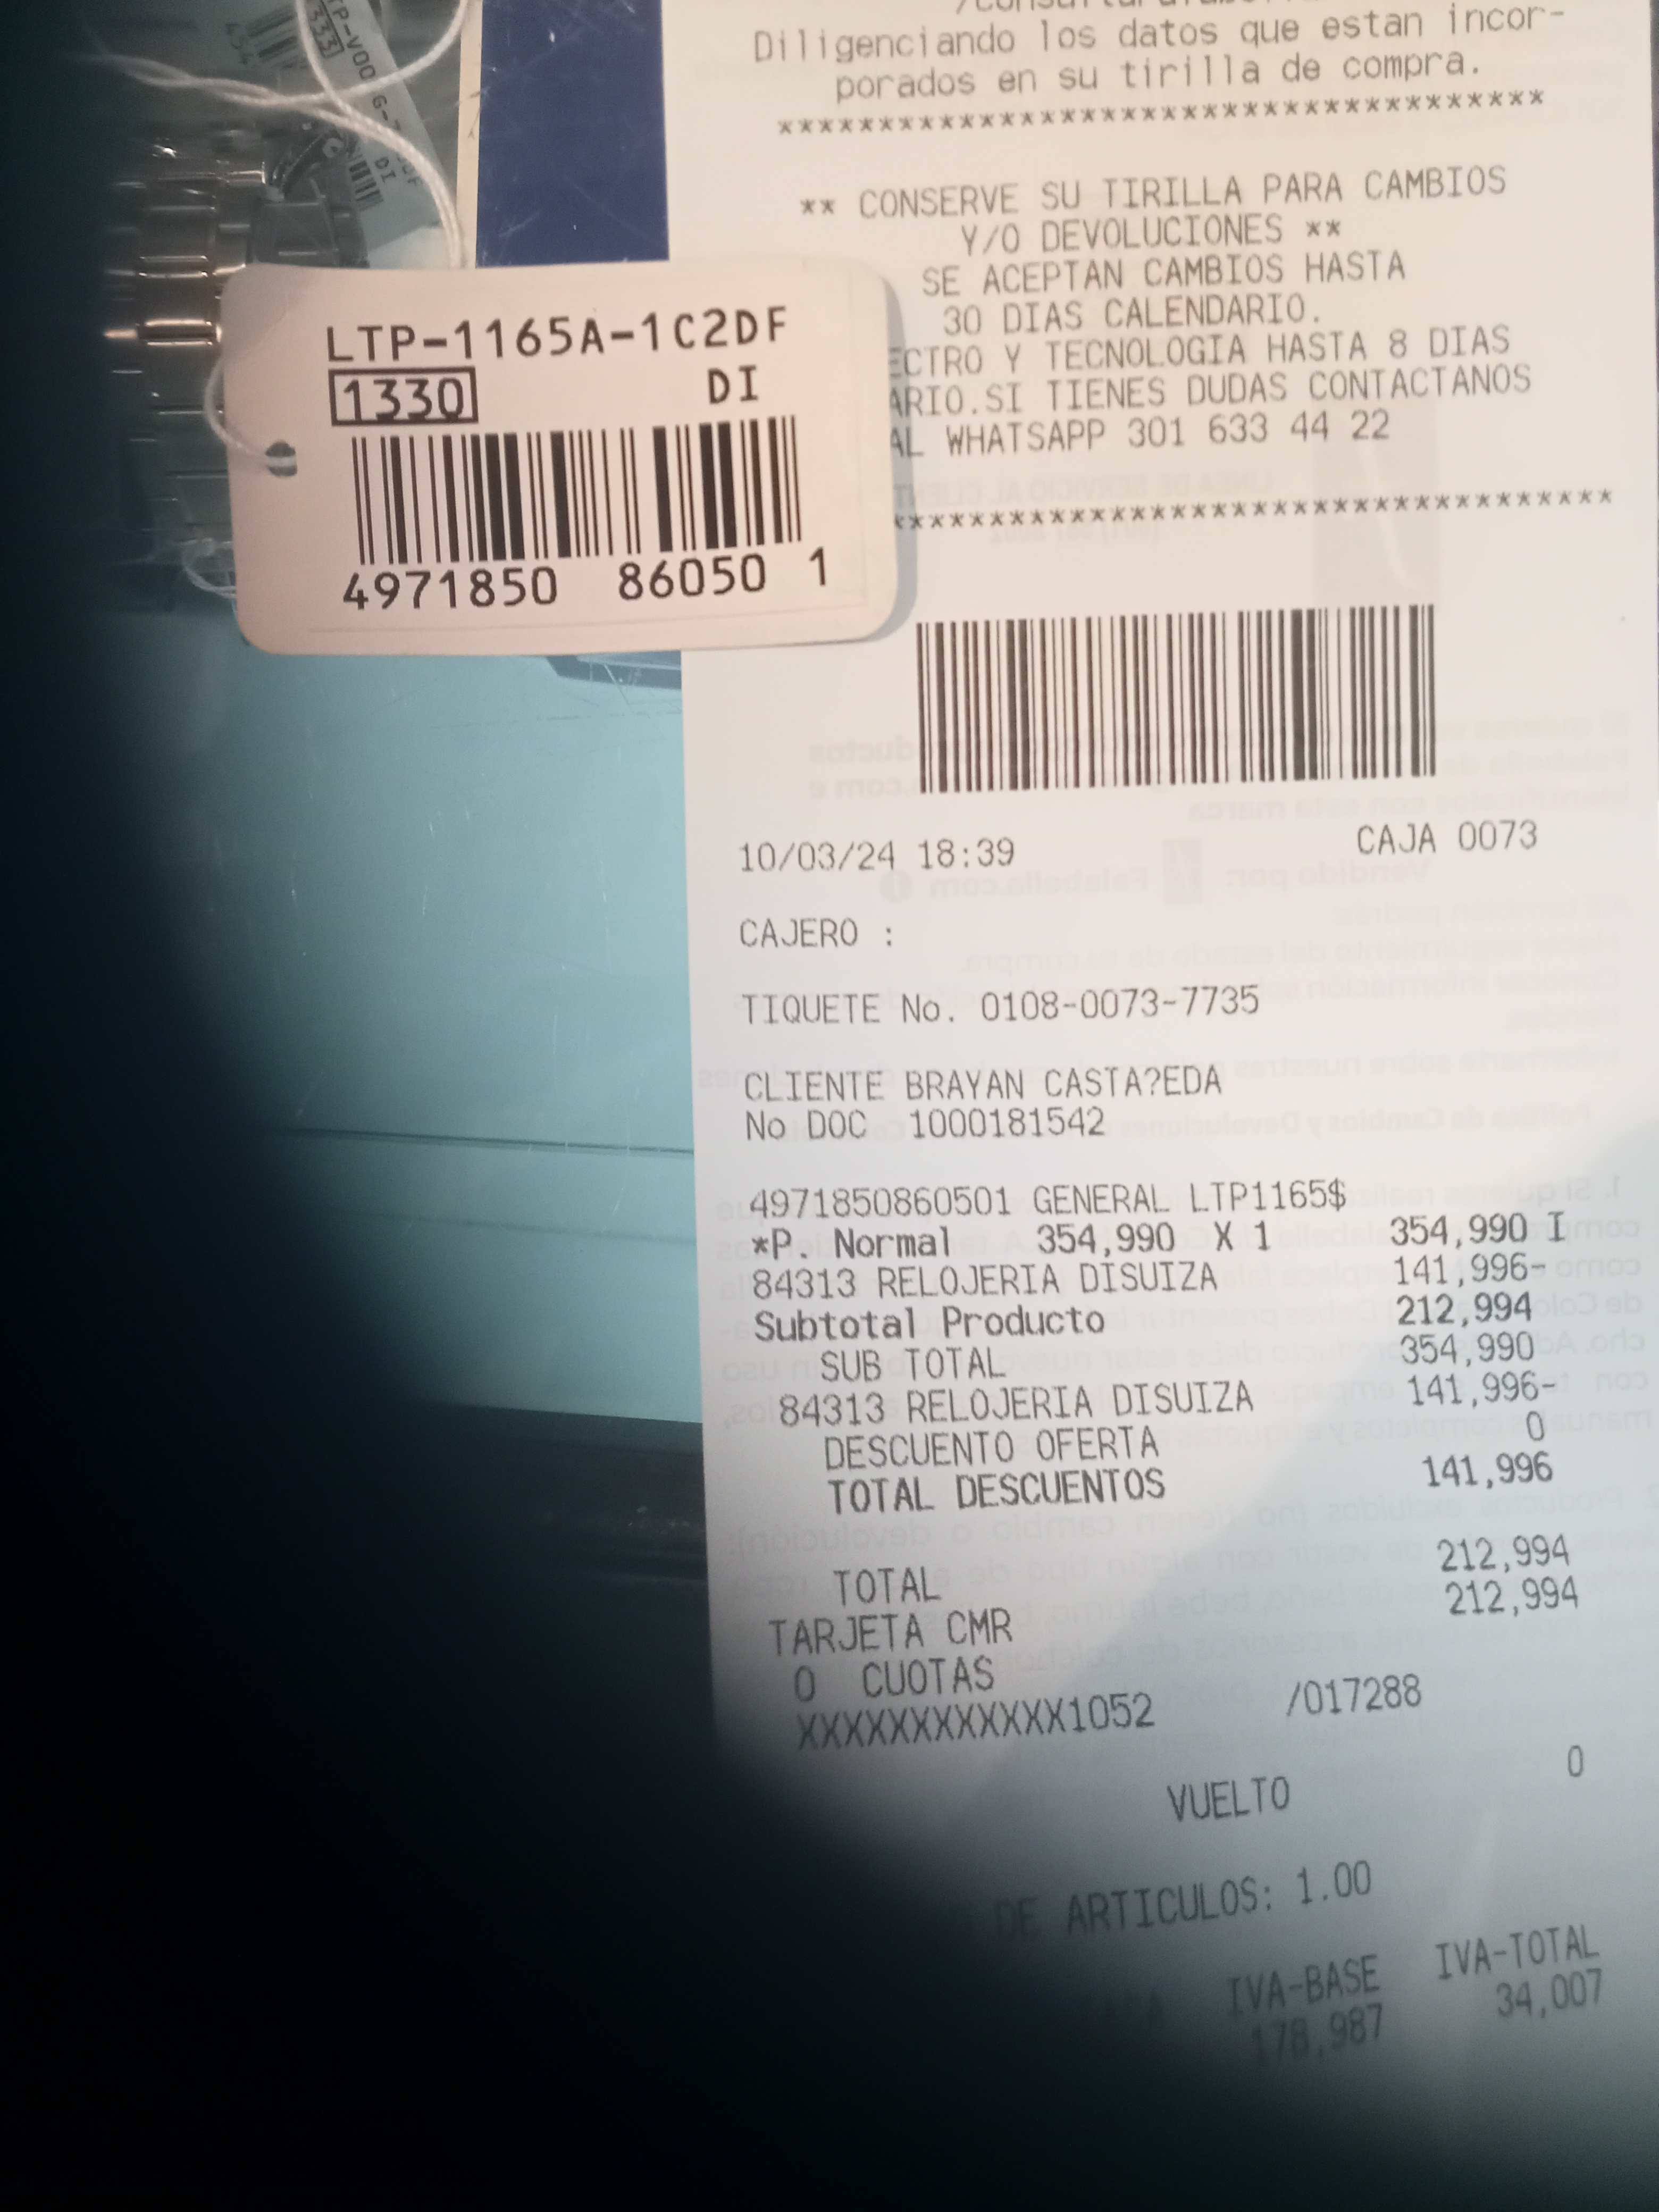 Diligenciando los datos que estan incor-
porados en su tirilla de compra.
**************************************
** CONSERVE SU TIRILLA PARA CAMBIOS
Y/O DEVOLUCIONES **
SE ACEPTAN CAMBIOS HASTA
30 DIAS CALENDARIO.
ECTRO Y TECNOLOGIA HASTA 8 DIAS
ARIO.SI TIENES DUDAS CONTACTANOS
AL WHATSAPP 301 633 44 22
***********************************
LTP-1165A-1C2DF
1330 DI
4971850 86050 1
10/03/24 18:39 CAJA 0073
CAJERO :
TIQUETE No. 0108-0073-7735
CLIENTE BRAYAN CASTA?EDA
No DOC 1000181542
4971850860501 GENERAL LTP1165$
*P. Normal 354,990 X 1 354,990 I
84313 RELOJERIA DISUIZA 141,996-
Subtotal Producto 212,994
SUB TOTAL 354,990
84313 RELOJERIA DISUIZA 141,996-
DESCUENTO OFERTA 0
TOTAL DESCUENTOS 141,996
TOTAL 212,994
TARJETA CMR 212,994
0 CUOTAS
XXXXXXXXXXXX1052 /017288
VUELTO 0
DE ARTICULOS: 1.00
IVA-BASE IVA-TOTAL
178,987 34,007